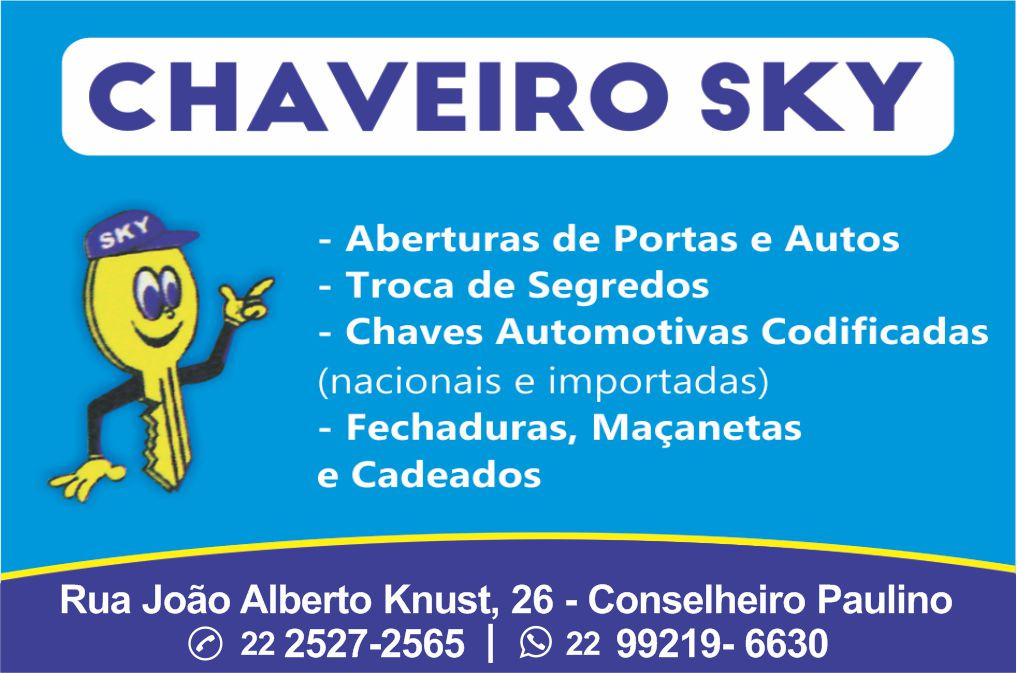 CHAVEIRO SKY
SKY
- Aberturas de Portas e Autos
- Troca de Segredos
- Chaves Automotivas Codificadas
(nacionais e importadas)
- Fechaduras, Maçanetas
e Cadeados
Rua João Alberto Knust, 26 - Conselheiro Paulino
22 2527-2565 | 22 99219- 6630